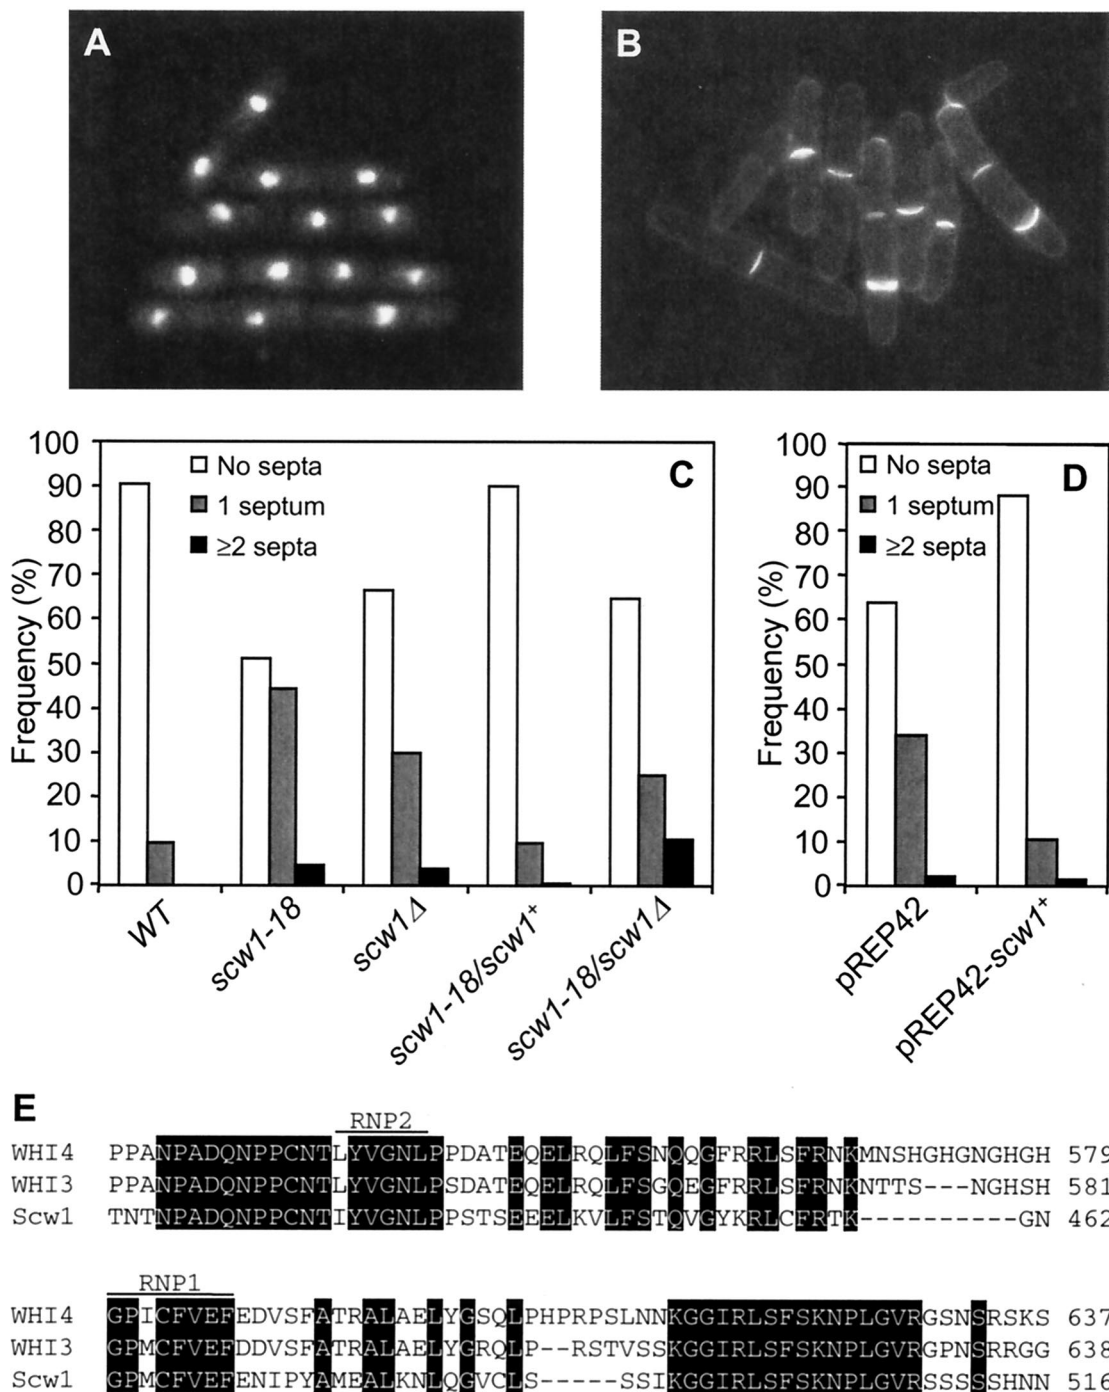 A
B
100
90
80
70
60
50
40
30
20
10
0
Frequency (%)
No septa
1 septum
≥2 septa
C
WT
scw1-18
scw1Δ
scw1-18/scw1+
scw1-18/scw1Δ
100
90
80
70
60
50
40
30
20
10
0
Frequency (%)
No septa
1 septum
≥2 septa
D
pREP42
pREP42-scw1+
E
RNP2
WHI4 PPANPADQNPPCNTLYVGNLPPDATEQELRQLFSNQQGFRRLSFRNKMNSHGHGNGHGH 579
WHI3 PPANPADQNPPCNTLYVGNLPSDATEQELRQLFSGQEGFRRLSFRNKNTTS---NGHSH 581
Scw1 TNTNPADQNPPCNTIYVGNLPPSTSEEELKVLFSTQVGYKRLCFRTK----------GN 462
RNP1
WHI4 GPICFVEFEDVSFATRALAELYGSQLPHPRPSLNNKGGIRLSFSKNPLGVRGSNSRSKS 637
WHI3 GPMCFVEFDDVSFATRALAELYGRQLP--RSTVSSKGGIRLSFSKNPLGVRGPNSRRGG 638
Scw1 GPMCFVEFENIPYAMEALKNLQGVCLS-----SSIKGGIRLSFSKNPLGVRSSSSSHNN 516